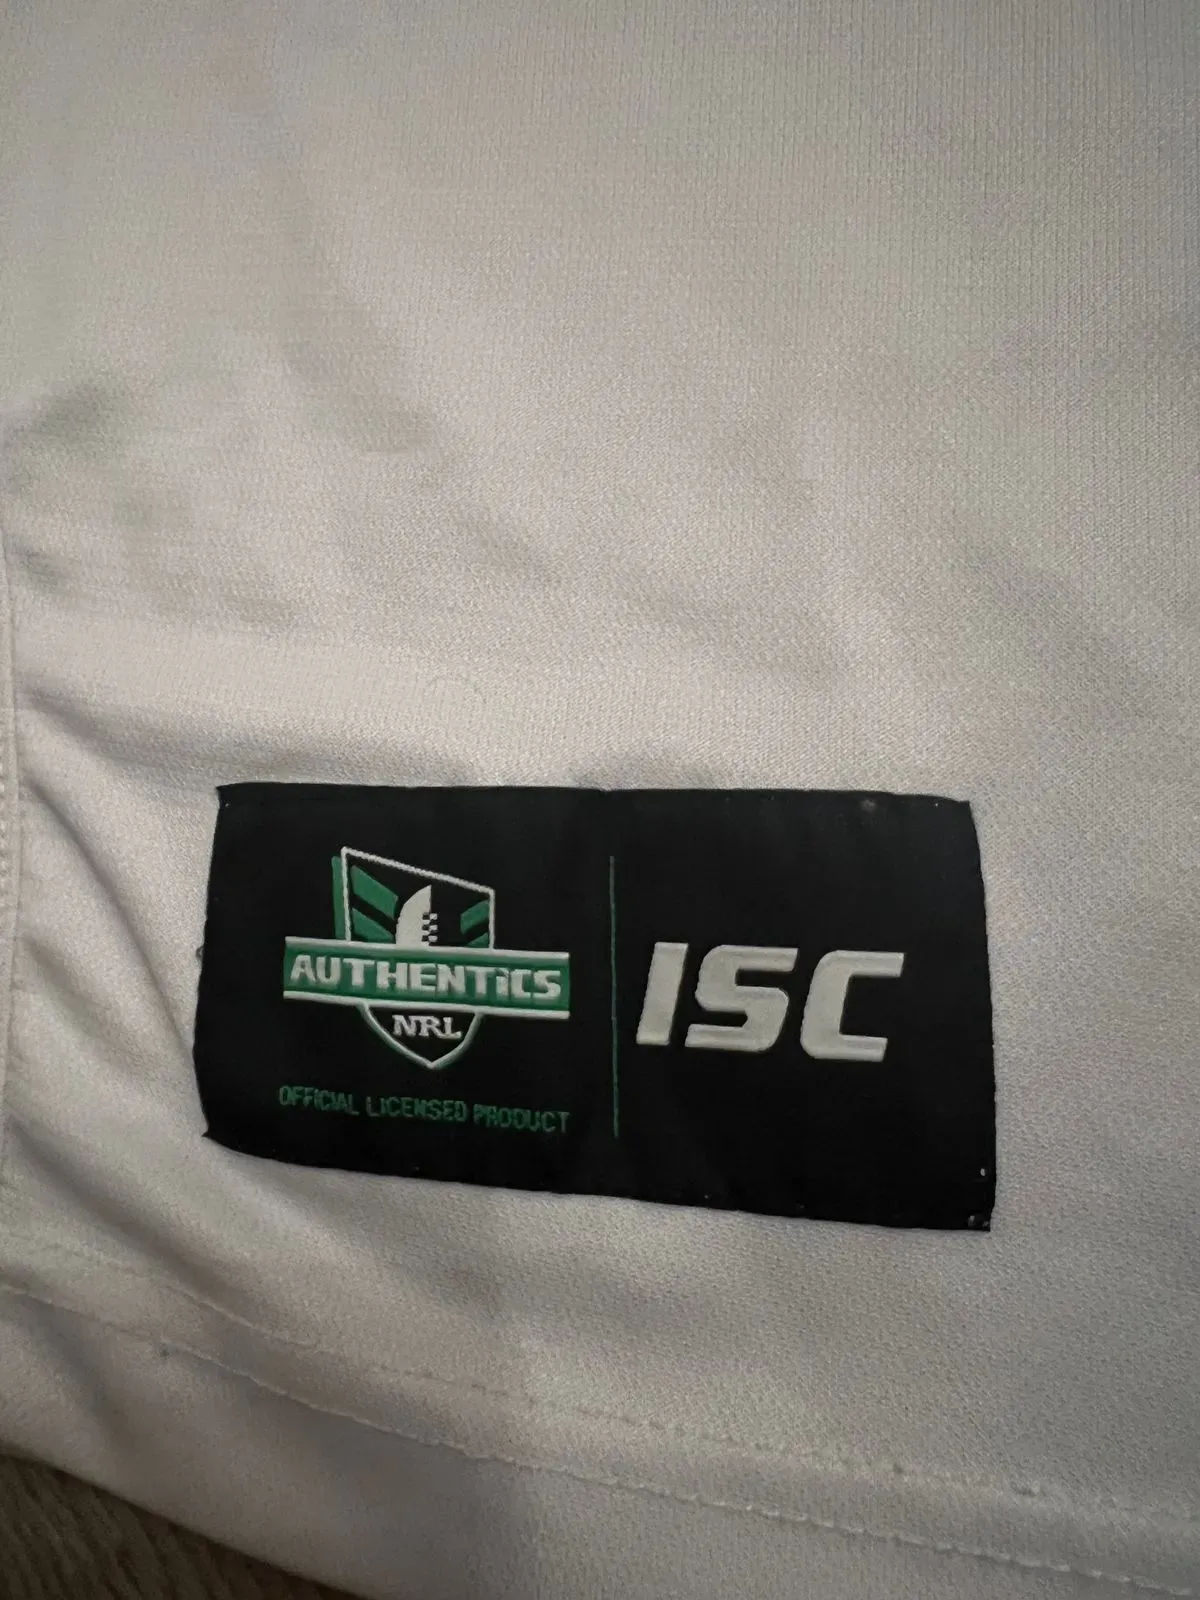 AUTHENTICS
NRL
OFFICIAL LICENSED PRODUCT
ISC